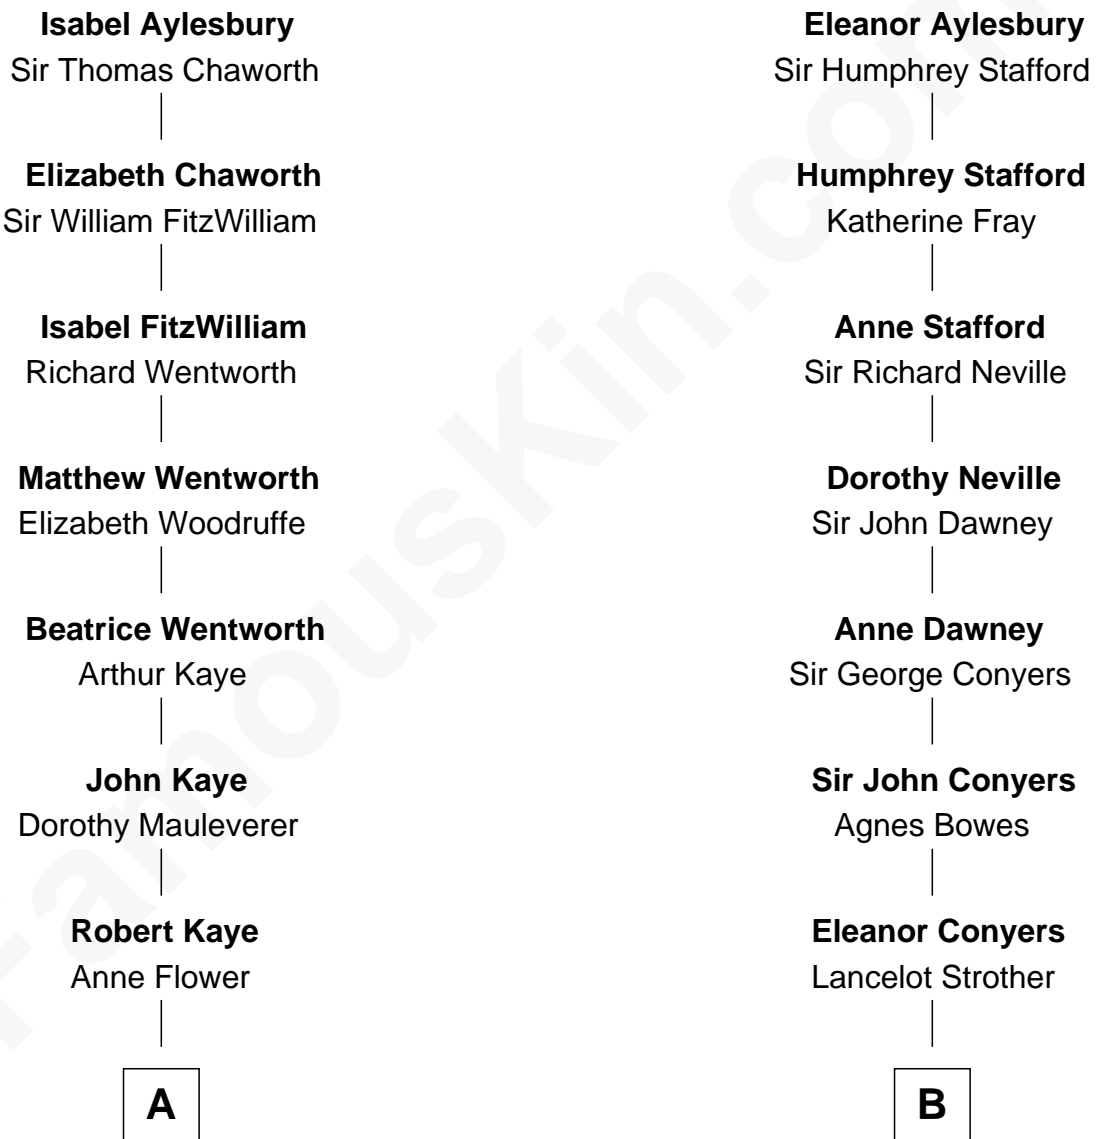 Isabel Aylesbury
Sir Thomas Chaworth
Elizabeth Chaworth
Sir William FitzWilliam
Isabel FitzWilliam
Richard Wentworth
Matthew Wentworth
Elizabeth Woodruffe
Beatrice Wentworth
Arthur Kaye
John Kaye
Dorothy Mauleverer
Robert Kaye
Anne Flower
A
Eleanor Aylesbury
Sir Humphrey Stafford
Humphrey Stafford
Katherine Fray
Anne Stafford
Sir Richard Neville
Dorothy Neville
Sir John Dawney
Anne Dawney
Sir George Conyers
Sir John Conyers
Agnes Bowes
Eleanor Conyers
Lancelot Strother
B
FamousKin.com